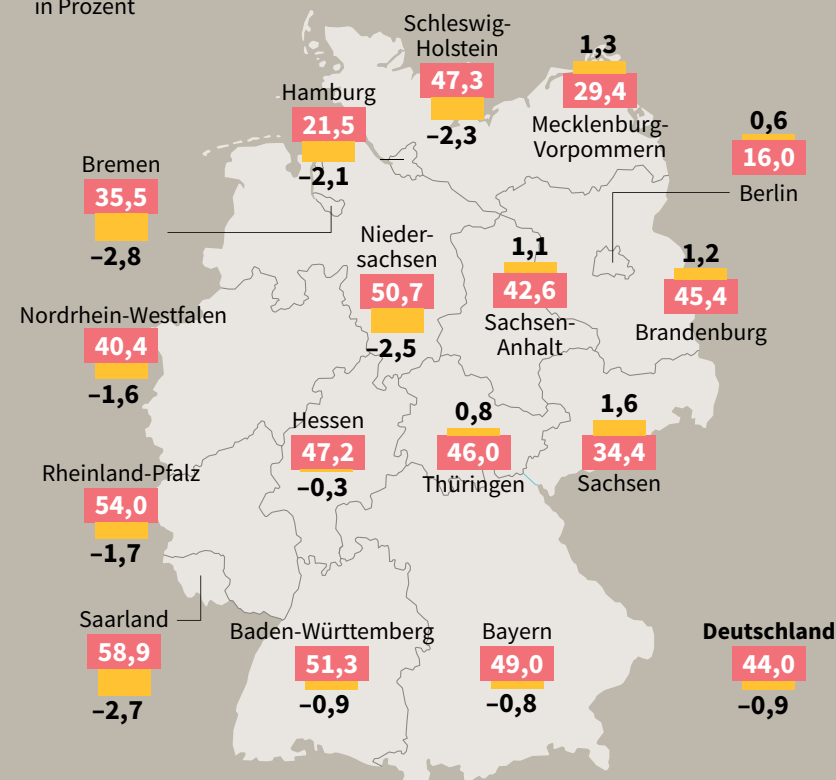 in Prozent
Schleswig-
Holstein
47,3
–2,3
1,3
29,4
Mecklenburg-
Vorpommern
Hamburg
21,5
–2,1
0,6
16,0
Berlin
Bremen
35,5
–2,8
Nieder-
sachsen
50,7
–2,5
1,1
42,6
Sachsen-
Anhalt
1,2
45,4
Brandenburg
Nordrhein-Westfalen
40,4
–1,6
Hessen
47,2
–0,3
0,8
46,0
Thüringen
1,6
34,4
Sachsen
Rheinland-Pfalz
54,0
–1,7
Saarland
58,9
–2,7
Baden-Württemberg
51,3
–0,9
Bayern
49,0
–0,8
Deutschland
44,0
–0,9